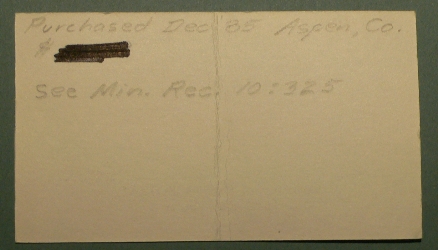 Purchased Dec 85 Aspen, Co.
$
See Min. Rec. 10:325